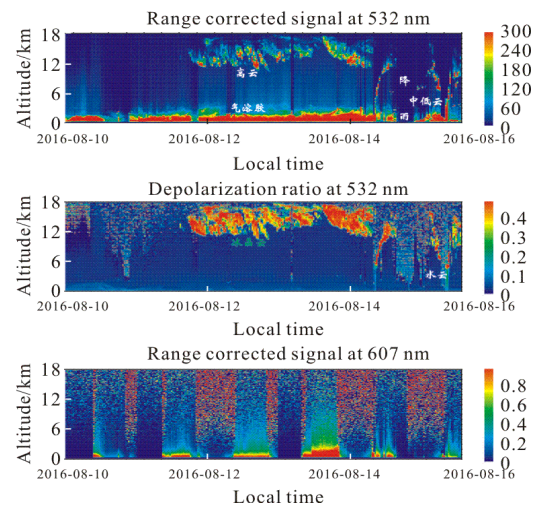 Range corrected signal at 532 nm
Altitude/km
18
12
6
0
300
240
180
120
60
0
高云
气溶胶
降
雨
中低云
2016-08-10
2016-08-12
2016-08-14
2016-08-16
Local time
Depolarization ratio at 532 nm
Altitude/km
18
12
6
0
0.4
0.3
0.2
0.1
0
水云
2016-08-10
2016-08-12
2016-08-14
2016-08-16
Local time
Range corrected signal at 607 nm
Altitude/km
18
12
6
0
0.8
0.6
0.4
0.2
0
2016-08-10
2016-08-12
2016-08-14
2016-08-16
Local time